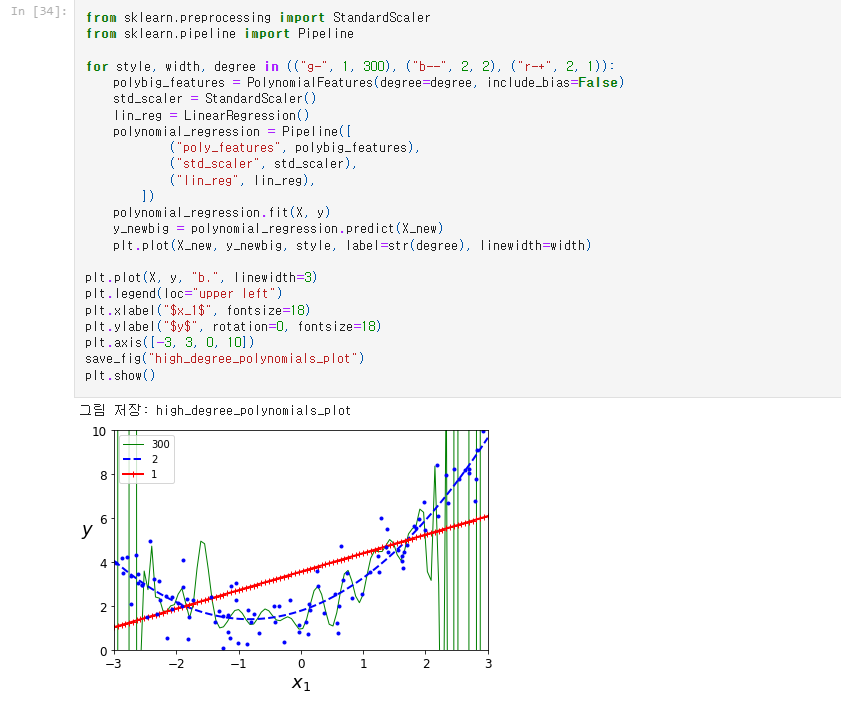 In [34]:
from sklearn.preprocessing import StandardScaler
from sklearn.pipeline import Pipeline
for style, width, degree in (("g-", 1, 300), ("b--", 2, 2), ("r-+", 2, 1)):
    polybig_features = PolynomialFeatures(degree=degree, include_bias=False)
    std_scaler = StandardScaler()
    lin_reg = LinearRegression()
    polynomial_regression = Pipeline([
            ("poly_features", polybig_features),
            ("std_scaler", std_scaler),
            ("lin_reg", lin_reg),
        ])
    polynomial_regression.fit(X, y)
    y_newbig = polynomial_regression.predict(X_new)
    plt.plot(X_new, y_newbig, style, label=str(degree), linewidth=width)
plt.plot(X, y, "b.", linewidth=3)
plt.legend(loc="upper left")
plt.xlabel("$x_1$", fontsize=18)
plt.ylabel("$y$", rotation=0, fontsize=18)
plt.axis([-3, 3, 0, 10])
save_fig("high_degree_polynomials_plot")
plt.show()
그림 저장: high_degree_polynomials_plot
10
8
6
4
2
0
y
300
2
1
−3 −2 −1 0 1 2 3
x1